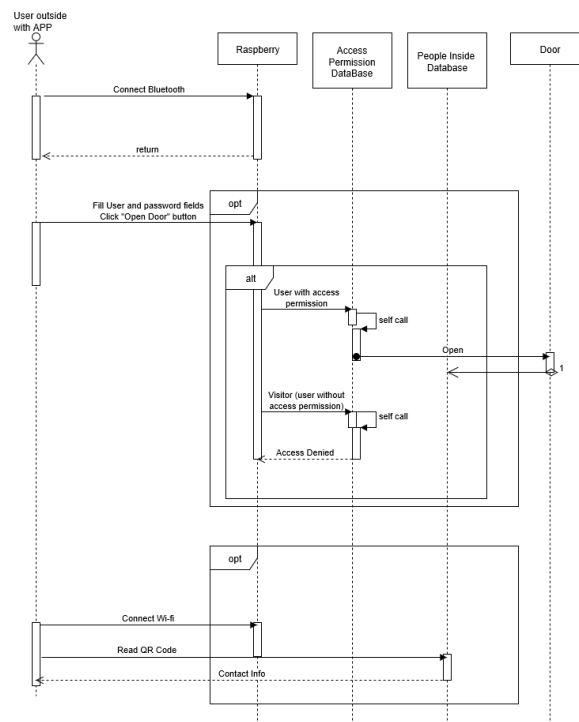 User outside
with APP
Raspberry
Access
Permission
DataBase
People Inside
Database
Door
Connect Bluetooth
return
opt
Fill User and password fields
Click "Open Door" button
alt
User with access
permission
self call
Open
1
Visitor (user without
access permission)
self call
Access Denied
opt
Connect Wi-fi
Read QR Code
Contact Info